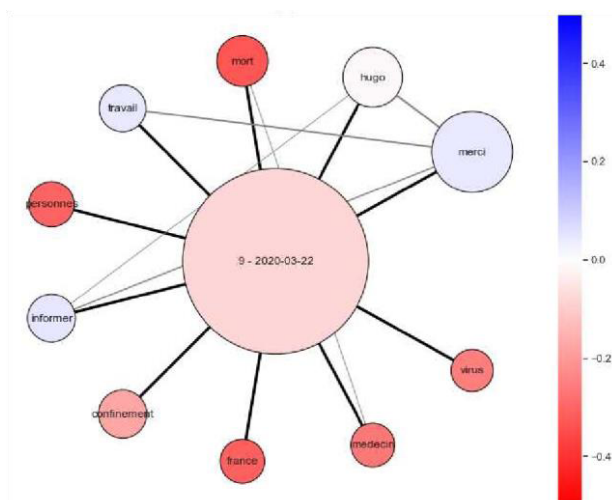 mort
hugo
travail
merci
personnes
9 - 2020-03-22
informer
virus
confinement
medecin
france
0.4
0.2
0.0
-0.2
-0.4